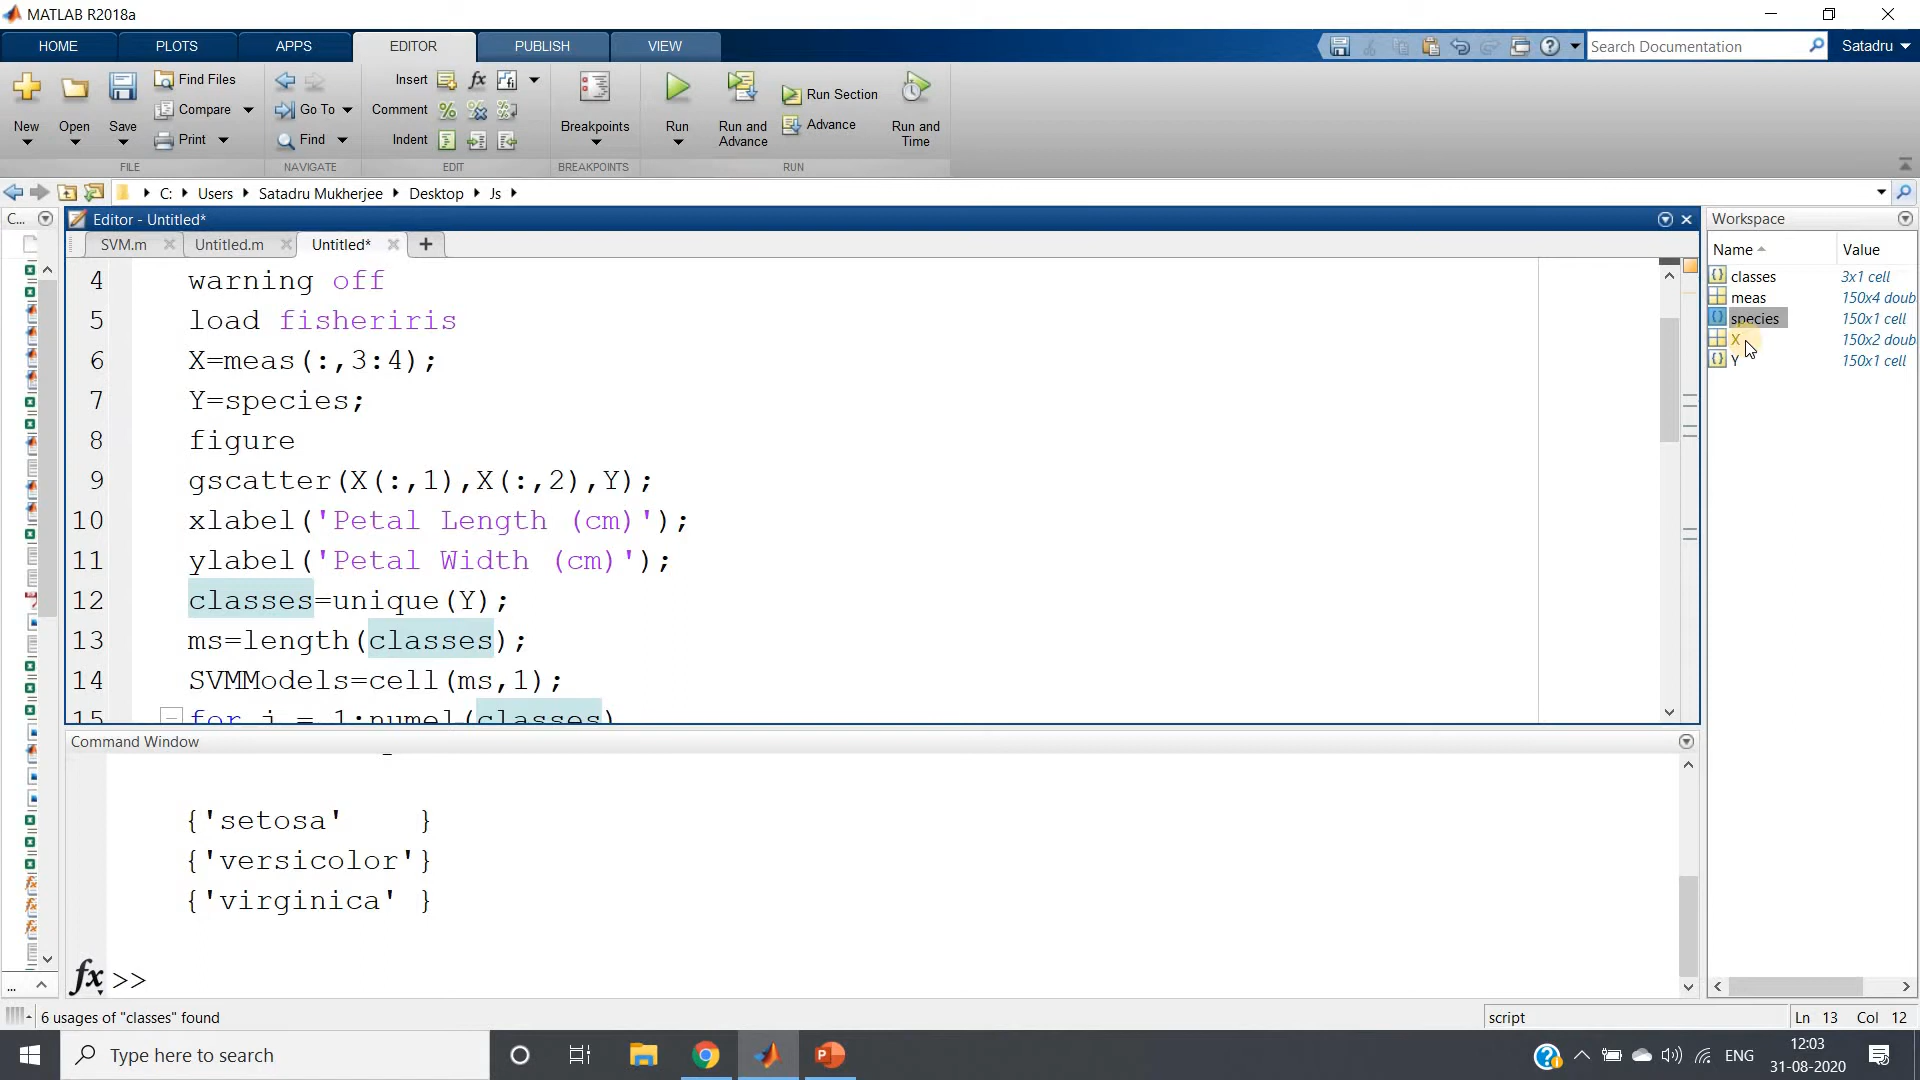 MATLAB R2018a
HOME PLOTS APPS EDITOR PUBLISH VIEW
Search Documentation
Satadru
New Open Save
Find Files
Compare
Print
FILE
Go To
Find
NAVIGATE
Insert fx
Comment
Indent
EDIT
Breakpoints
BREAKPOINTS
Run
Run and Advance
Run Section
Advance
Run and Time
RUN
C: Users Satadru Mukherjee Desktop Js
C...
Editor - Untitled*
SVM.m Untitled.m Untitled* +
4 warning off
5 load fisheriris
6 X=meas(:,3:4);
7 Y=species;
8 figure
9 gscatter(X(:,1),X(:,2),Y);
10 xlabel('Petal Length (cm)');
11 ylabel('Petal Width (cm)');
12 classes=unique(Y);
13 ms=length(classes);
14 SVMModels=cell(ms,1);
15 for j = 1:numel(classes)
Command Window
{'setosa' }
{'versicolor'}
{'virginica' }
fx >>
Workspace
Name Value
classes 3x1 cell
meas 150x4 doub
species 150x1 cell
X 150x2 doub
Y 150x1 cell
...
6 usages of "classes" found
script
Ln 13 Col 12
Type here to search
ENG
12:03
31-08-2020